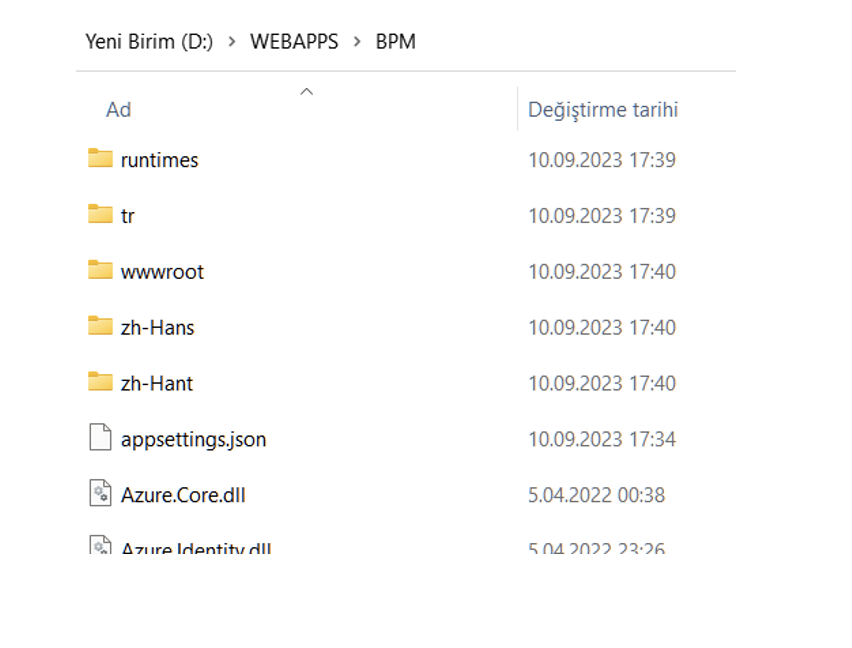 Yeni Birim (D:) > WEBAPPS > BPM
Ad Değiştirme tarihi
runtimes 10.09.2023 17:39
tr 10.09.2023 17:39
wwwroot 10.09.2023 17:40
zh-Hans 10.09.2023 17:40
zh-Hant 10.09.2023 17:40
appsettings.json 10.09.2023 17:34
Azure.Core.dll 5.04.2022 00:38
Azure.Identity.dll 5.04.2022 23:26